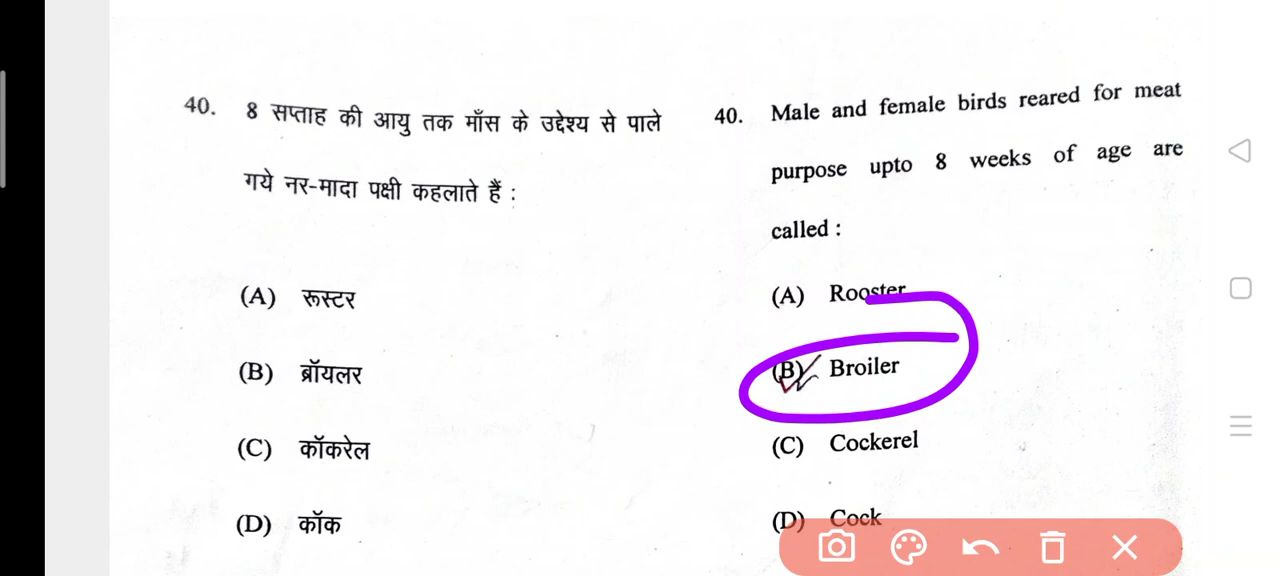 40. 8 सप्ताह की आयु तक माँस के उद्देश्य से पाले
गये नर-मादा पक्षी कहलाते हैं :
(A) रूस्टर
(B) ब्रॉयलर
(C) कॉकरेल
(D) कॉक
40. Male and female birds reared for meat
purpose upto 8 weeks of age are
called :
(A) Rooster
(B) Broiler
(C) Cockerel
(D) Cock